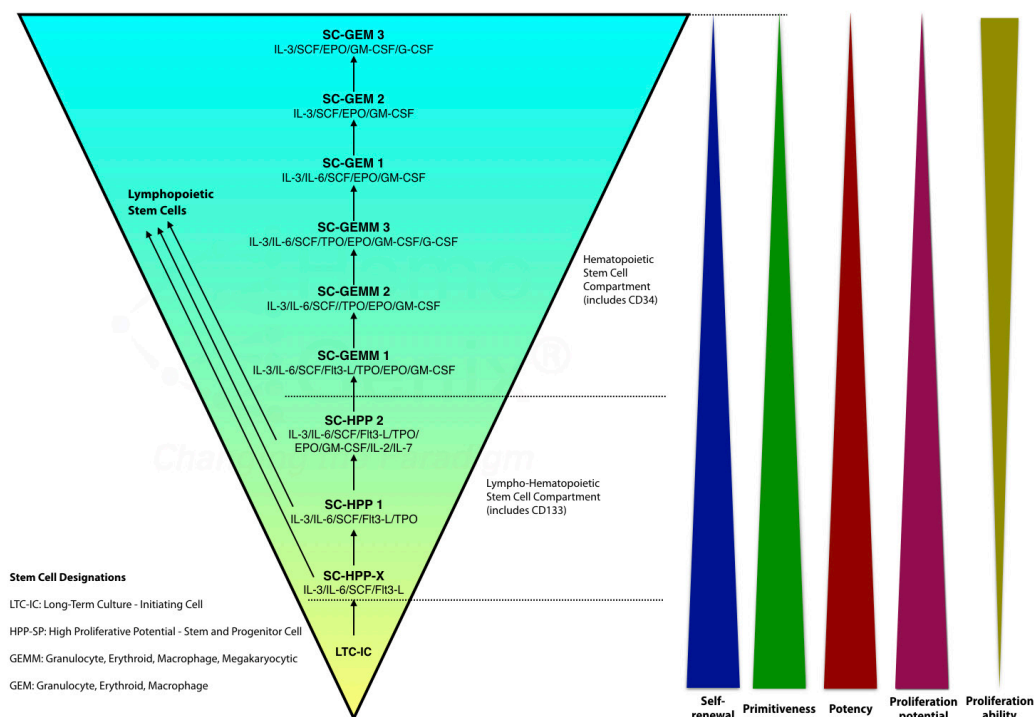 SC-GEM 3
IL-3/SCF/EPO/GM-CSF/G-CSF
SC-GEM 2
IL-3/SCF/EPO/GM-CSF
SC-GEM 1
IL-3/IL-6/SCF/EPO/GM-CSF
Lymphopoietic
Stem Cells
SC-GEMM 3
IL-3/IL-6/SCF/TPO/EPO/GM-CSF/G-CSF
Hematopoietic
Stem Cell
Compartment
(includes CD34)
SC-GEMM 2
IL-3/IL-6/SCF//TPO/EPO/GM-CSF
SC-GEMM 1
IL-3/IL-6/SCF/Flt3-L/TPO/EPO/GM-CSF
SC-HPP 2
IL-3/IL-6/SCF/Flt3-L/TPO/
EPO/GM-CSF/IL-2/IL-7
Lympho-Hematopoietic
Stem Cell Compartment
(includes CD133)
SC-HPP 1
IL-3/IL-6/SCF/Flt3-L/TPO
SC-HPP-X
IL-3/IL-6/SCF/Flt3-L
LTC-IC
Stem Cell Designations
LTC-IC: Long-Term Culture - Initiating Cell
HPP-SP: High Proliferative Potential - Stem and Progenitor Cell
GEMM: Granulocyte, Erythroid, Macrophage, Megakaryocytic
GEM: Granulocyte, Erythroid, Macrophage
Self-
renewal
Primitiveness
Potency
Proliferation
potential
Proliferation
ability